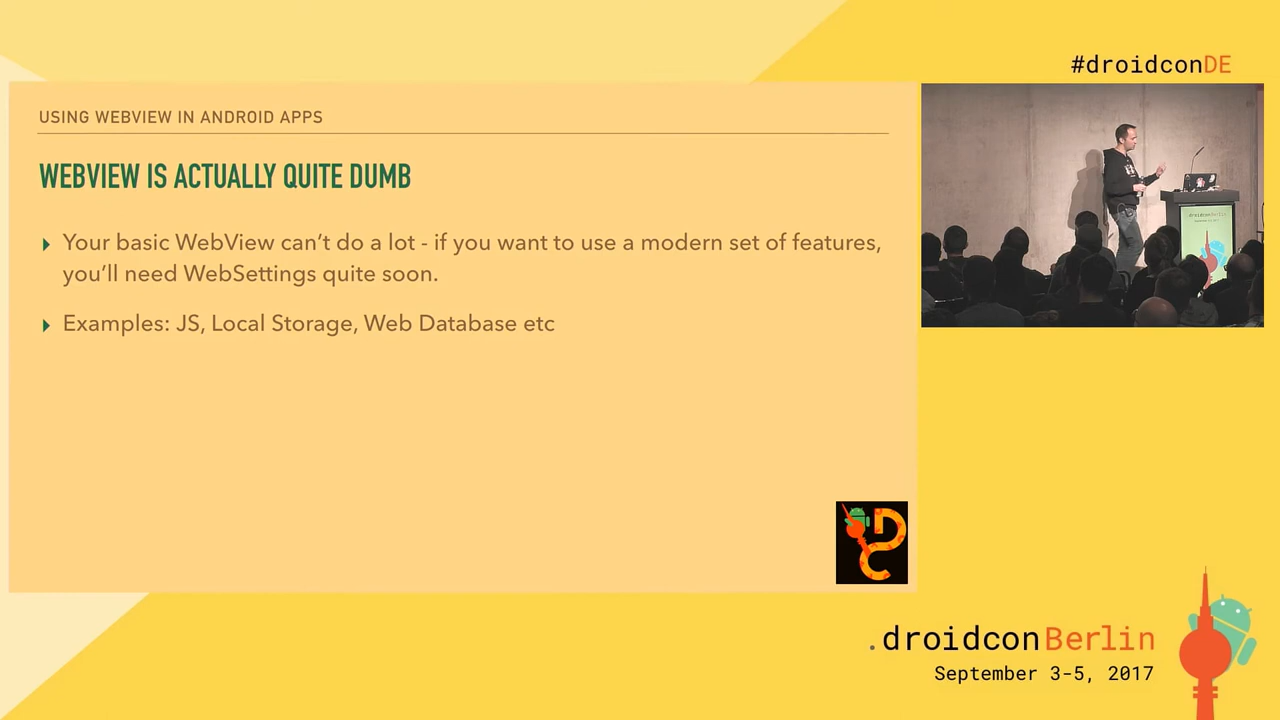 #droidconDE
USING WEBVIEW IN ANDROID APPS
WEBVIEW IS ACTUALLY QUITE DUMB
Your basic WebView can’t do a lot - if you want to use a modern set of features,
you’ll need WebSettings quite soon.
Examples: JS, Local Storage, Web Database etc
droidconBerlin
DC
.droidconBerlin
September 3-5, 2017